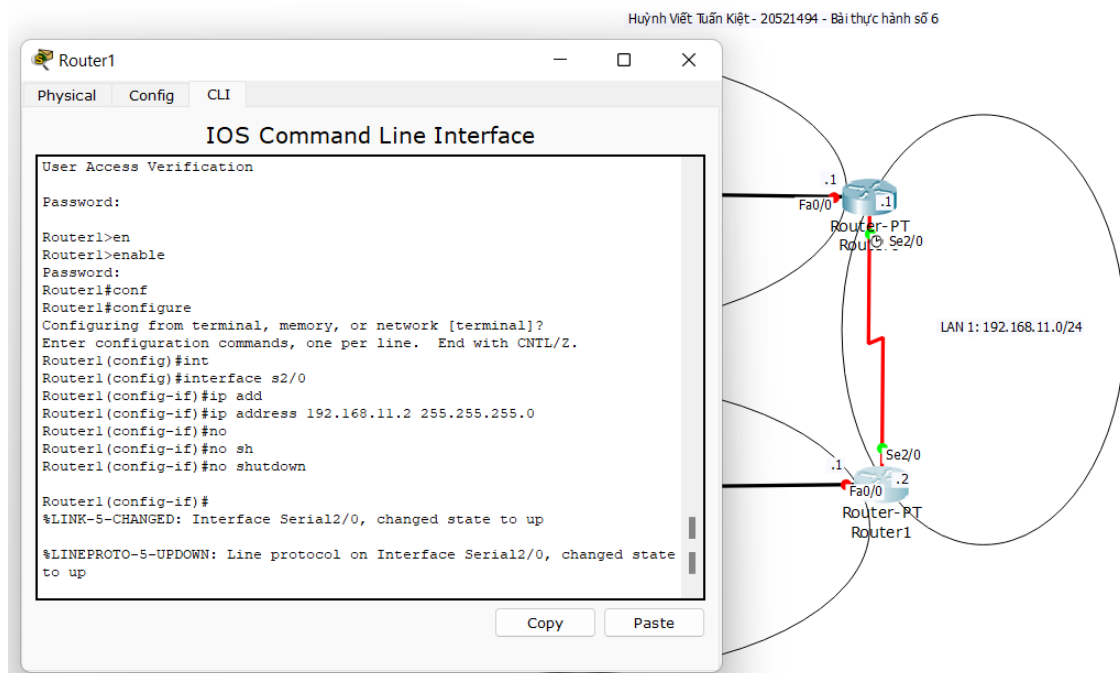 Huỳnh Viết Tuấn Kiệt - 20521494 - Bài thực hành số 6
Router1
Physical
Config
CLI
IOS Command Line Interface
User Access Verification
Password:
Router1>en
Router1>enable
Password:
Router1#conf
Router1#configure
Configuring from terminal, memory, or network [terminal]?
Enter configuration commands, one per line.  End with CNTL/Z.
Router1(config)#int
Router1(config)#interface s2/0
Router1(config-if)#ip add
Router1(config-if)#ip address 192.168.11.2 255.255.255.0
Router1(config-if)#no
Router1(config-if)#no sh
Router1(config-if)#no shutdown
Router1(config-if)#
%LINK-5-CHANGED: Interface Serial2/0, changed state to up
%LINEPROTO-5-UPDOWN: Line protocol on Interface Serial2/0, changed state
to up
Copy
Paste
.1
Fa0/0
.1
Router-PT
Se2/0
LAN 1: 192.168.11.0/24
Se2/0
.1
Fa0/0
.2
Router-PT
Router1